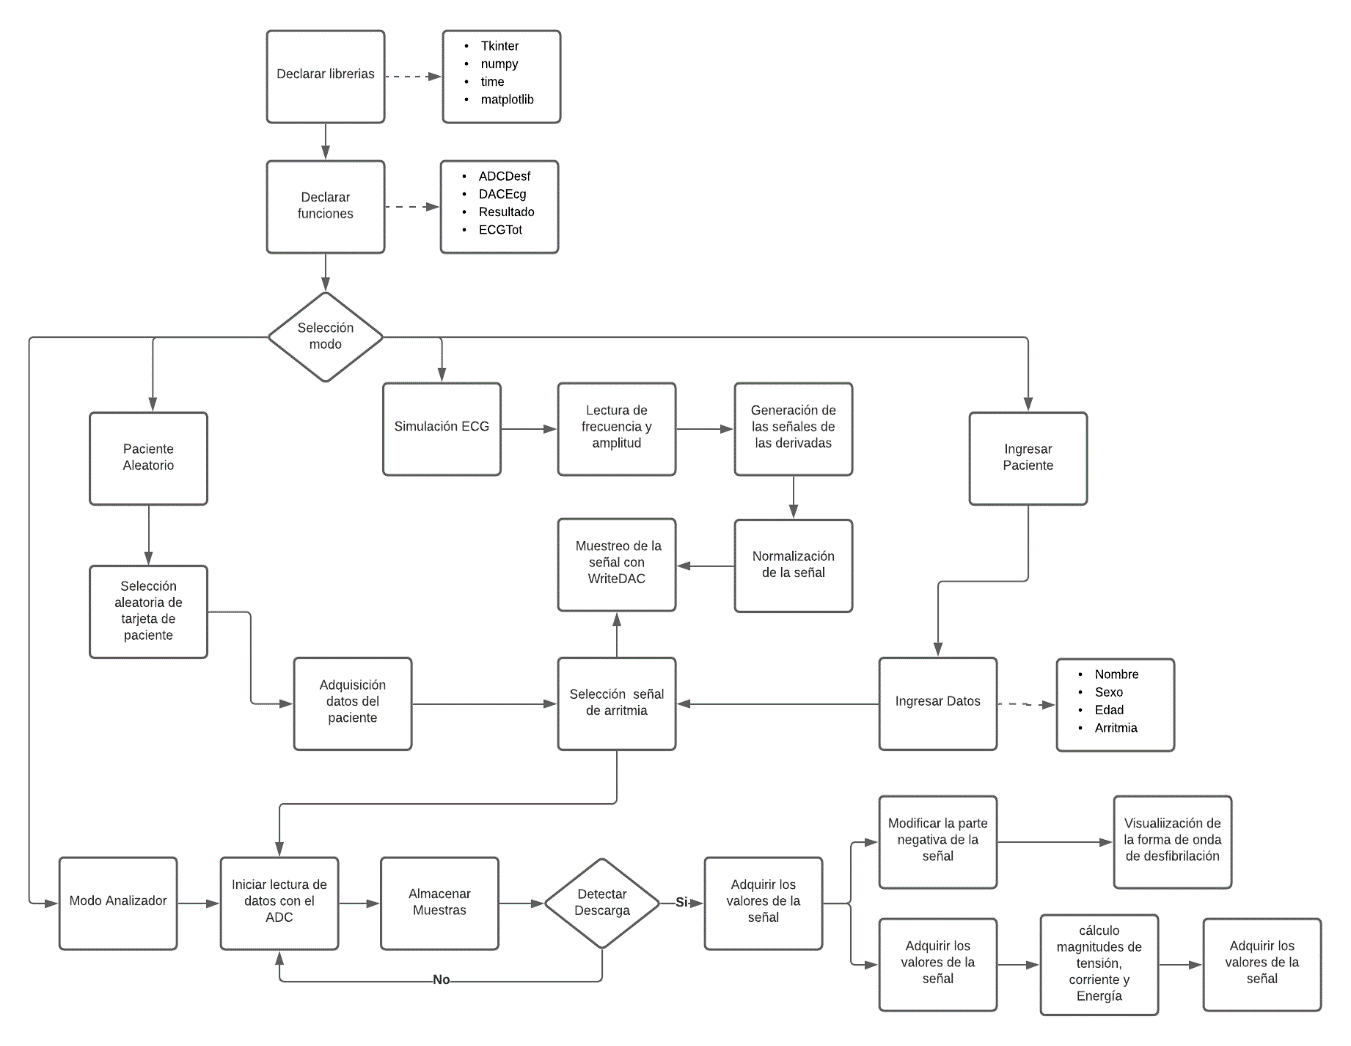 Declarar librerias
• Tkinter
• numpy
• time
• matplotlib
Declarar
funciones
• ADCDesf
• DACEcg
• Resultado
• ECGTot
Selección
modo
Paciente
Aleatorio
Simulación ECG
Lectura de
frecuencia y
amplitud
Generación de
las señales de
las derivadas
Ingresar
Paciente
Muestreo de la
señal con
WriteDAC
Normalización
de la señal
Selección
aleatoria de
tarjeta de
paciente
Adquisición
datos del
paciente
Selección señal
de arritmia
Ingresar Datos
• Nombre
• Sexo
• Edad
• Arritmia
Modo Analizador
Iniciar lectura de
datos con el
ADC
Almacenar
Muestras
Detectar
Descarga
Si
No
Adquirir los
valores de la
señal
Modificar la parte
negativa de la
señal
Visualiización de
la forma de onda
de desfibrilación
Adquirir los
valores de la
señal
cálculo
magnitudes de
tensión,
corriente y
Energía
Adquirir los
valores de la
señal